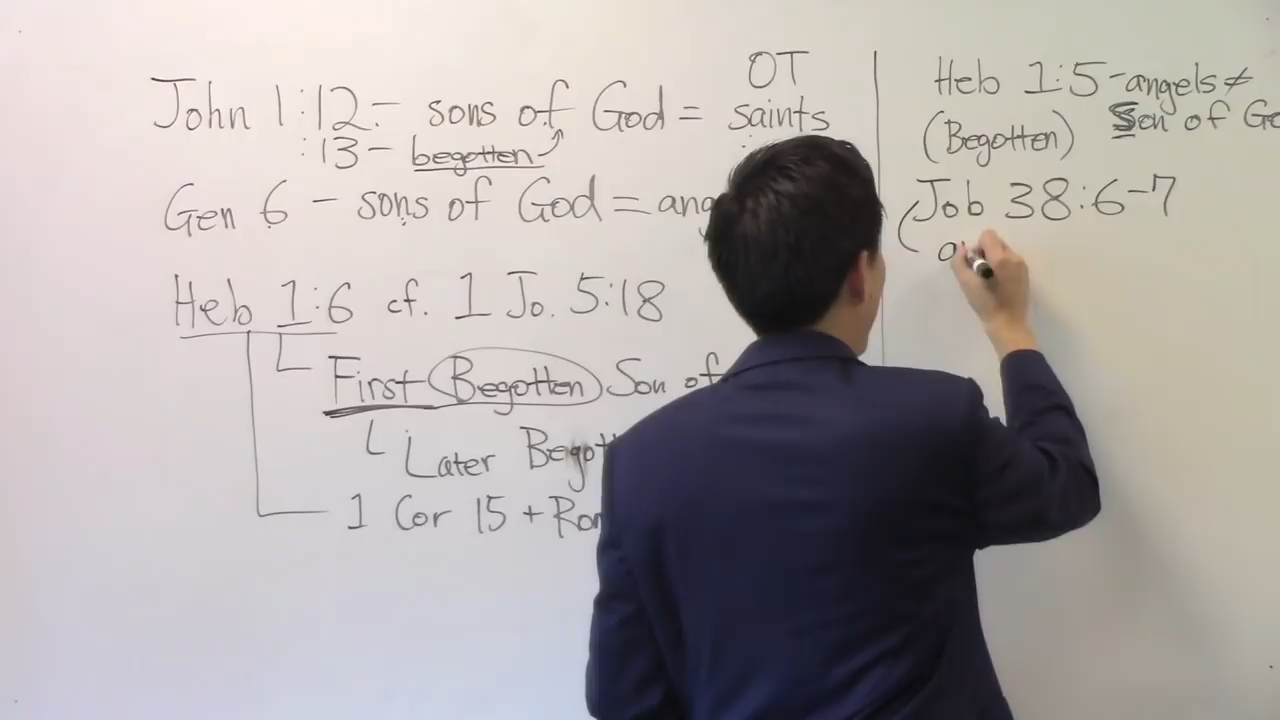 John 1:12 - sons of God = OT saints
:13 - begotten
Gen 6 - sons of God = ang
Heb 1:6 cf. 1 Jo. 5:18
First Begotten Son of
Later Begot
1 Cor 15 + Rom
Heb 1:5 - angels ≠
(Begotten) Son of Go
(Job 38:6-7